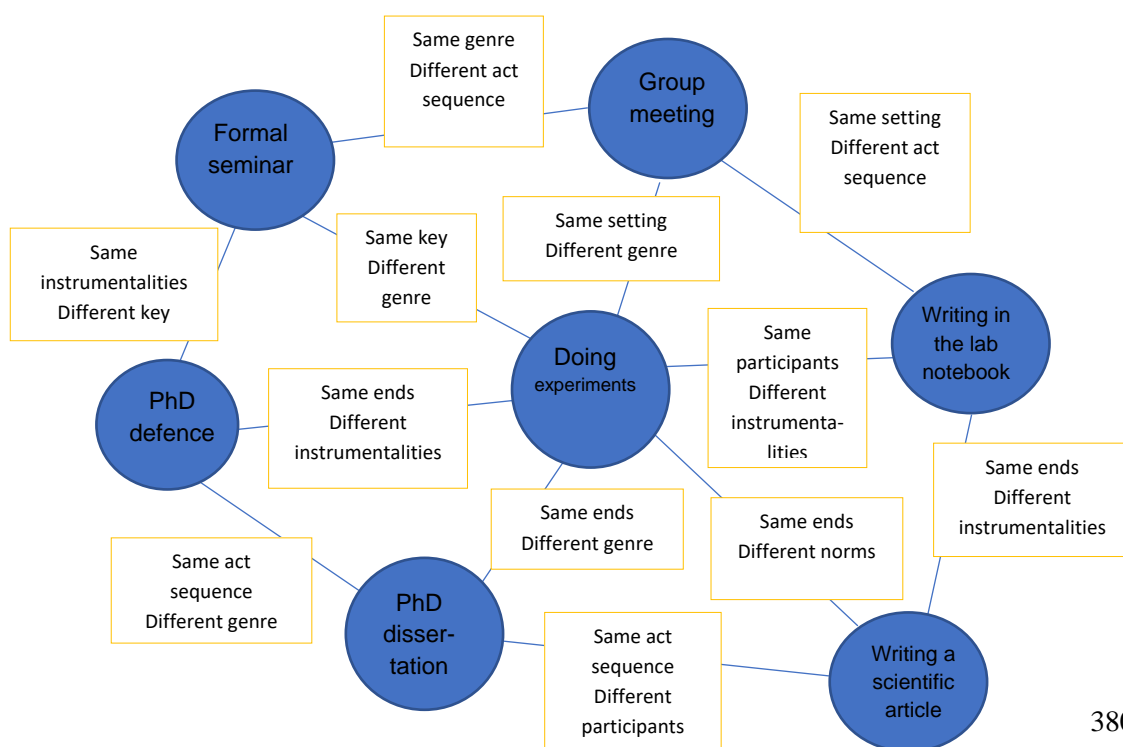 Same genre
Different act
sequence
Group
meeting
Formal
seminar
Same setting
Different act
sequence
Same setting
Different genre
Same key
Different
genre
Same
instrumentalities
Different key
Writing in
the lab
notebook
Doing
experiments
Same
participants
Different
instrumenta-
lities
PhD
defence
Same ends
Different
instrumentalities
Same ends
Different
instrumentalities
Same ends
Different genre
Same ends
Different norms
Same act
sequence
Different genre
PhD
disser-
tation
Same act
sequence
Different
participants
Writing a
scientific
article
380